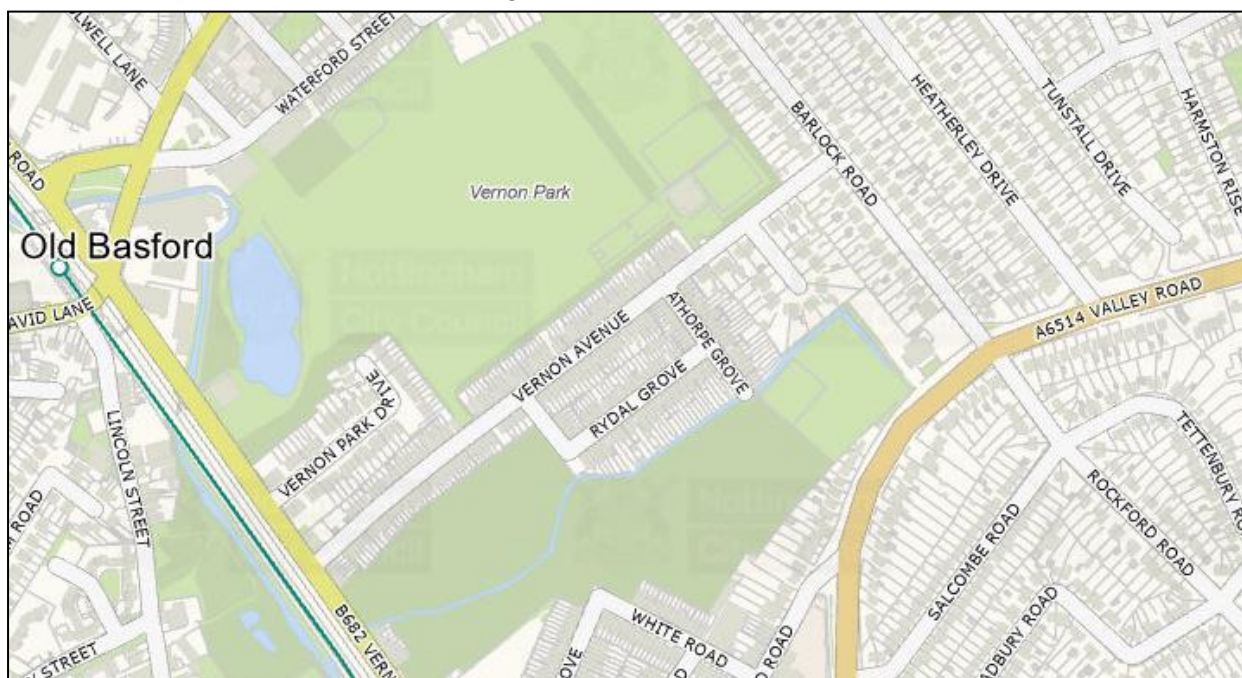 WATERFORD STREET
Vernon Park
BARLOCK ROAD
HEATHERLEY DRIVE
TUNSTALL DRIVE
HARMSTON RISE
ROAD
Old Basford
LINCOLN STREET
VERNON PARK DRIVE
VERNON AVENUE
ATHORPE GROVE
RYDAL GROVE
A6514 VALLEY ROAD
SALCOMBE ROAD
ROCKFORD ROAD
WHITE ROAD
ROAD
STREET
B682
LANE
LANE